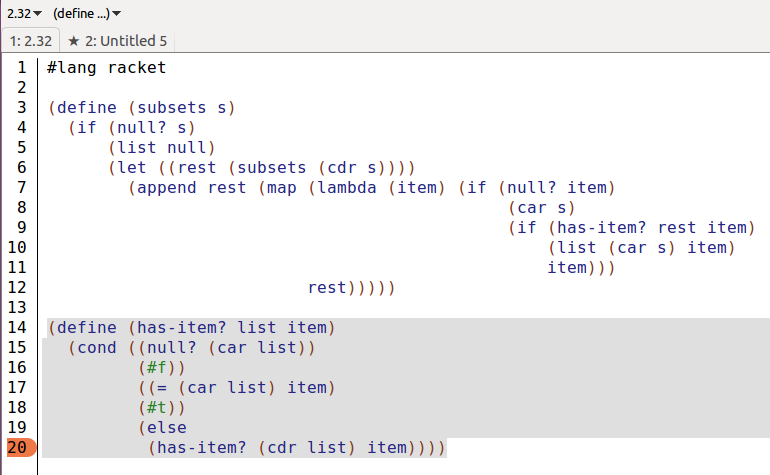 2.32▼ (define ...)▼
1: 2.32 ★ 2: Untitled 5
1 #lang racket
2
3 (define (subsets s)
4   (if (null? s)
5       (list null)
6       (let ((rest (subsets (cdr s))))
7         (append rest (map (lambda (item) (if (null? item)
8                                               (car s)
9                                               (if (has-item? rest item)
10                                                  (list (car s) item)
11                                                  item)))
12                           rest)))))
13
14 (define (has-item? list item)
15   (cond ((null? (car list))
16          (#f))
17          ((= (car list) item)
18          (#t))
19          (else
20           (has-item? (cdr list) item))))